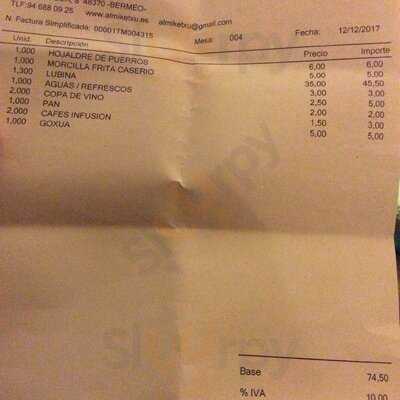 48370 -BERMEO-
TLF:94 688 09 25 www.almiketxu.es almiketxu@gmail.com
N. Factura Simplificada: 000017M004315 Mesa: 004 Fecha: 12/12/2017
Unid. Descripción Precio Importe
1,000 HOJALDRE DE PUERROS 6,00 6,00
1,000 MORCILLA FRITA CASERIO 5,00 5,00
1,300 LUBINA 35,00 45,50
1,000 AGUAS / REFRESCOS 3,00 3,00
2,000 COPA DE VINO 2,50 5,00
1,000 PAN 2,00 2,00
2,000 CAFES INFUSION 1,50 3,00
1,000 GOXUA 5,00 5,00
Base 74,50
% IVA 10,00